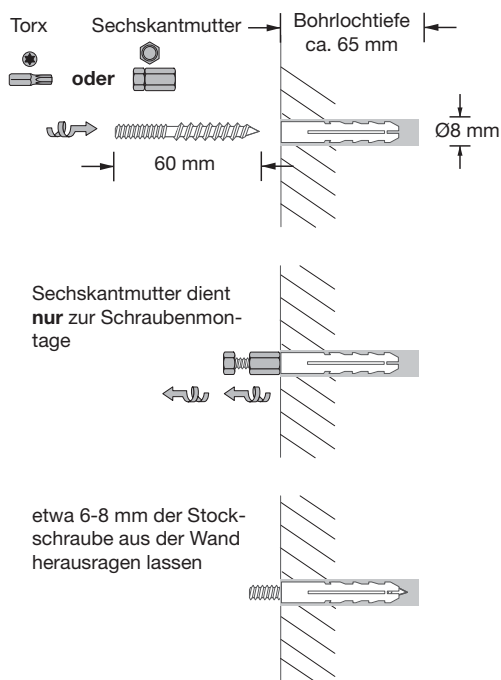 Torx
Sechskantmutter
Bohrlochtiefe
ca. 65 mm
oder
Ø8 mm
60 mm
Sechskantmutter dient
nur zur Schraubenmon-
tage
etwa 6-8 mm der Stock-
schraube aus der Wand
herausragen lassen